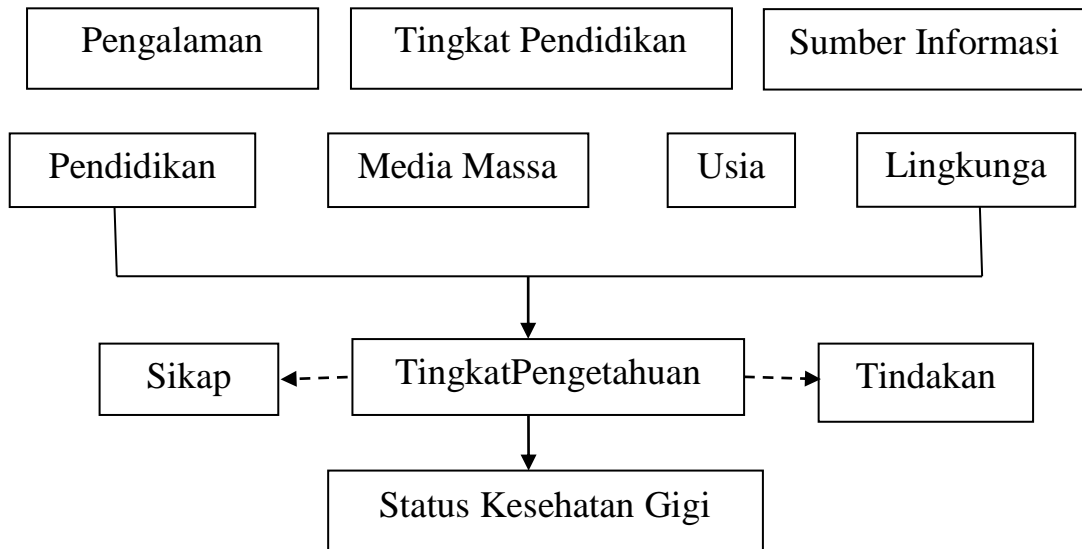 Pengalaman
Tingkat Pendidikan
Sumber Informasi
Pendidikan
Media Massa
Usia
Lingkunga
Sikap
TingkatPengetahuan
Tindakan
Status Kesehatan Gigi